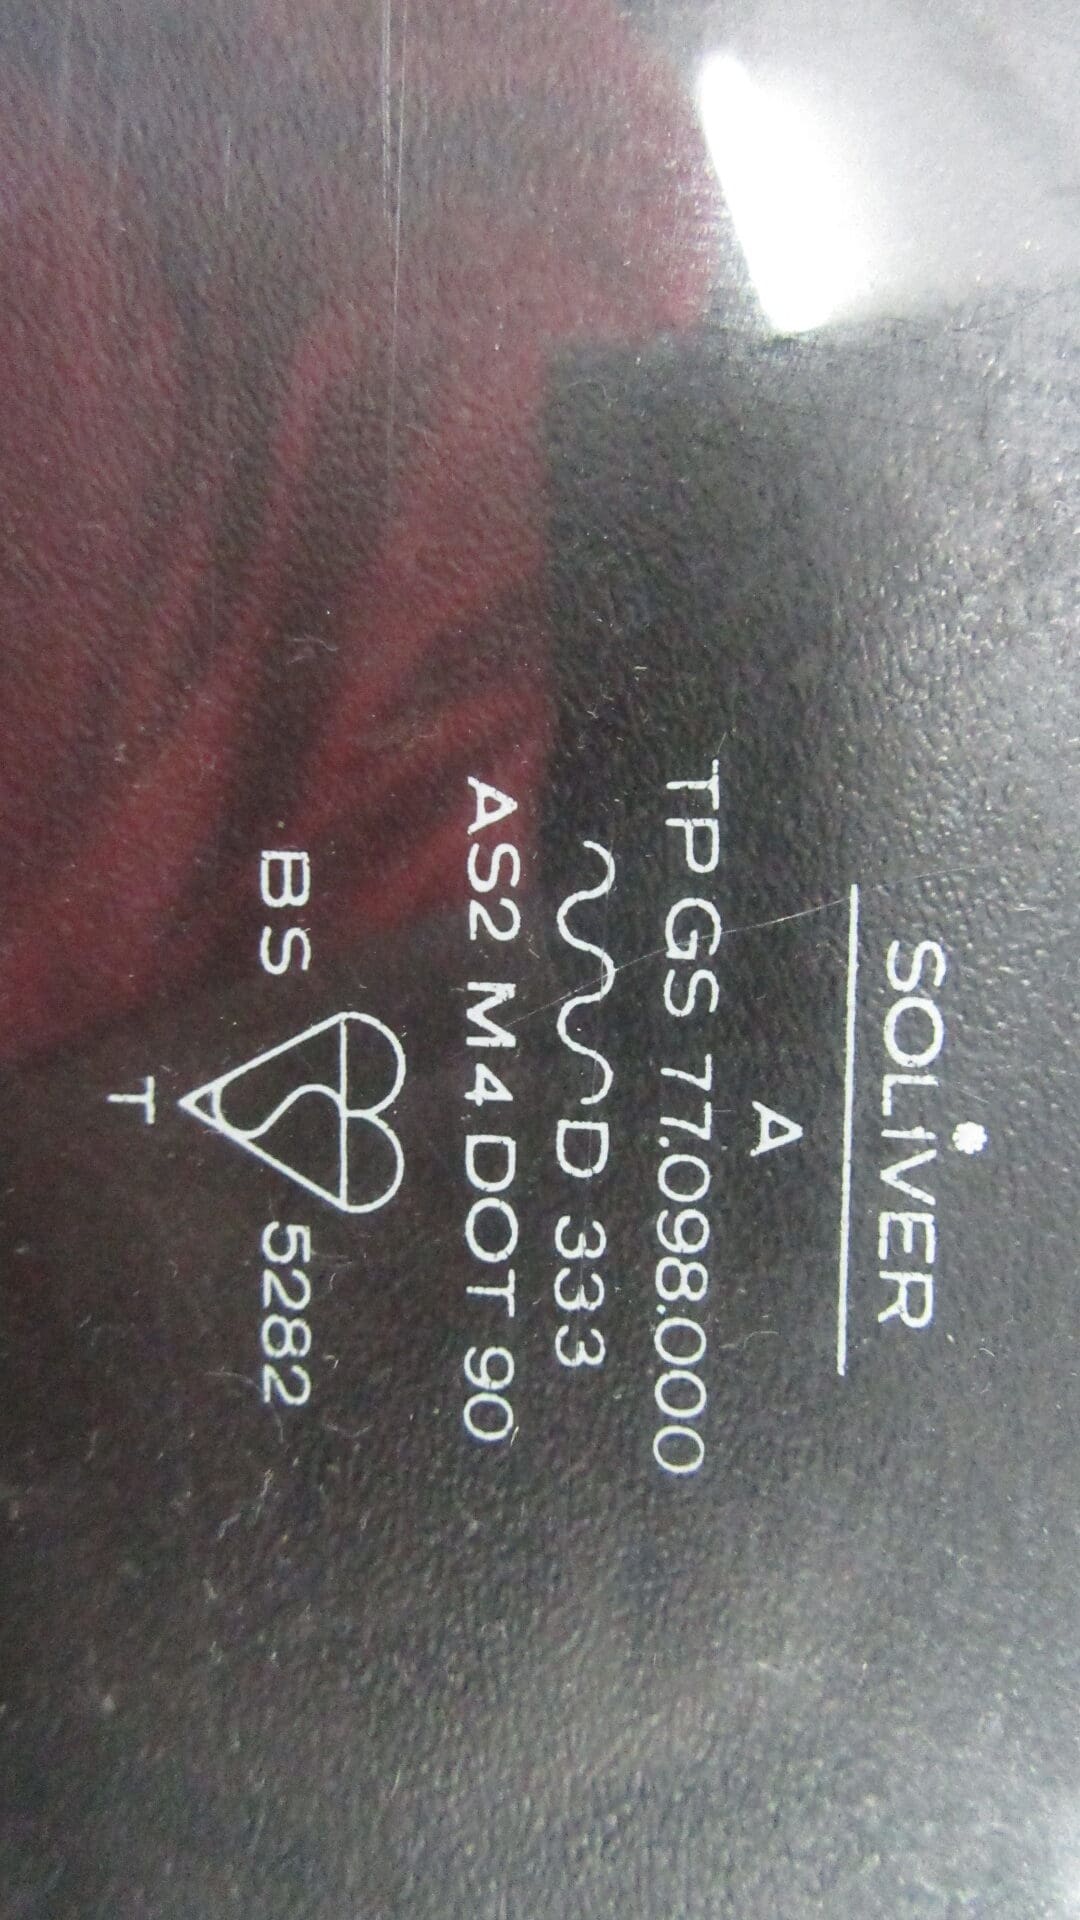 SOLiVER
A
TP GS 77.098.000
D 333
AS2 M4 DOT 90
BS 5282
T